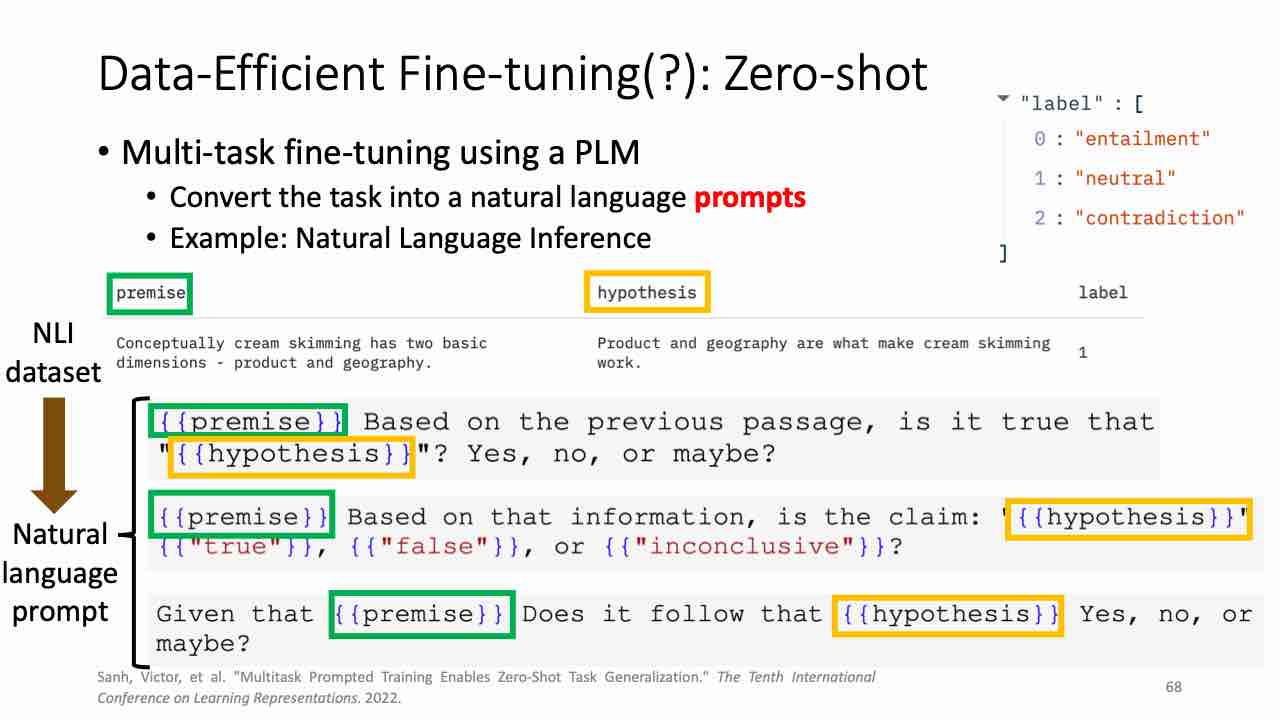 Data-Efficient Fine-tuning(?): Zero-shot
"label" : [
0 : "entailment"
1 : "neutral"
2 : "contradiction"
]
• Multi-task fine-tuning using a PLM
• Convert the task into a natural language prompts
• Example: Natural Language Inference
premise hypothesis label
NLI
dataset
Conceptually cream skimming has two basic
dimensions - product and geography.
Product and geography are what make cream skimming
work.
1
{{premise}} Based on the previous passage, is it true that
"{{hypothesis}}"? Yes, no, or maybe?
Natural
language
prompt
{{premise}} Based on that information, is the claim: "{{hypothesis}}"
{{"true"}}, {{"false"}}, or {{"inconclusive"}}?
Given that {{premise}} Does it follow that {{hypothesis}} Yes, no, or
maybe?
Sanh, Victor, et al. "Multitask Prompted Training Enables Zero-Shot Task Generalization." The Tenth International
Conference on Learning Representations. 2022.
68